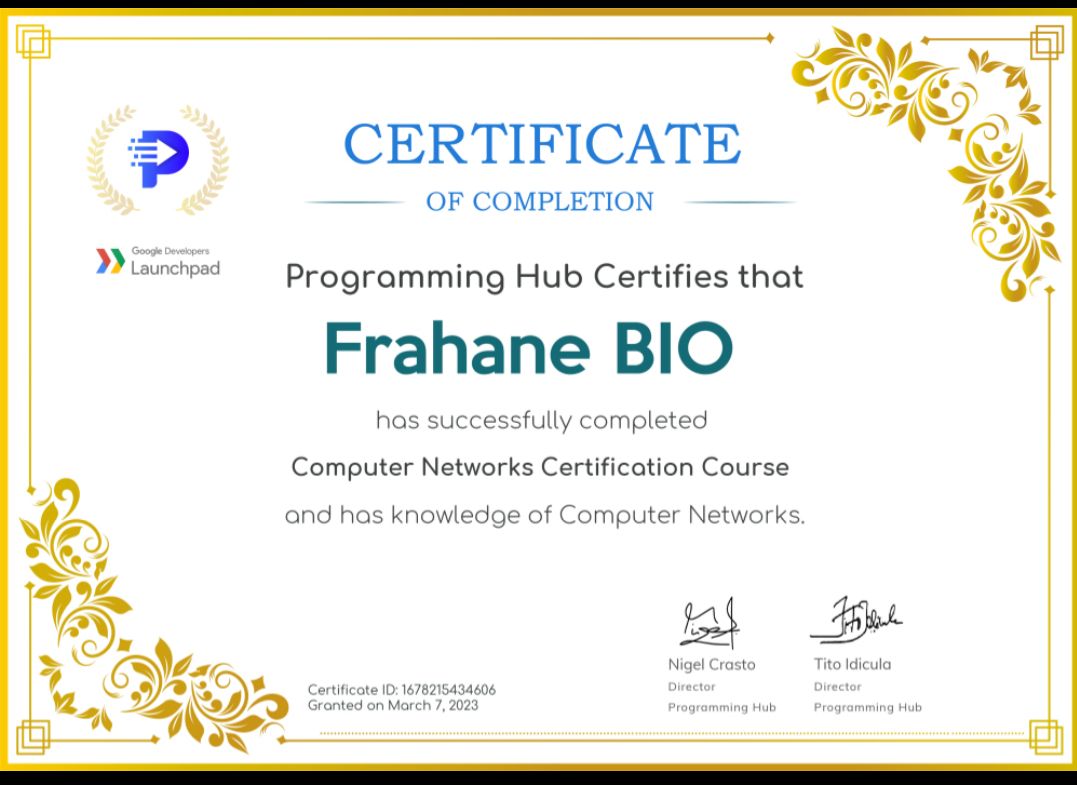 CERTIFICATE
OF COMPLETION
Google Developers
Launchpad
Programming Hub Certifies that
Frahane BIO
has successfully completed
Computer Networks Certification Course
and has knowledge of Computer Networks.
Nigel Crasto
Director
Programming Hub
Tito Idicula
Director
Programming Hub
Certificate ID: 1678215434606
Granted on March 7, 2023